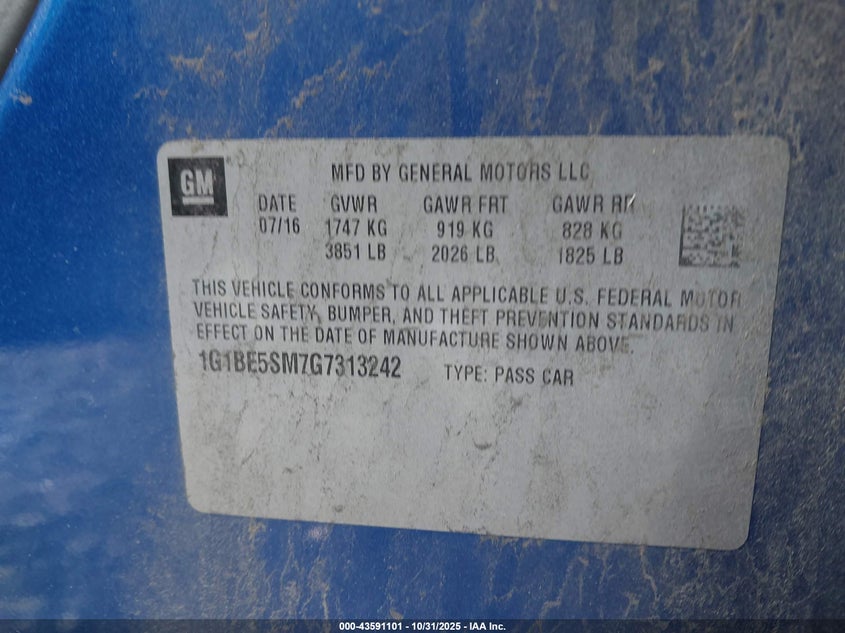 GM
MFD BY GENERAL MOTORS LLC
DATE GVWR GAWR FRT GAWR RR
07/16 1747 KG 919 KG 828 KG
3851 LB 2026 LB 1825 LB
THIS VEHICLE CONFORMS TO ALL APPLICABLE U.S. FEDERAL MOTOR
VEHICLE SAFETY, BUMPER, AND THEFT PREVENTION STANDARDS IN
EFFECT ON THE DATE OF MANUFACTURE SHOWN ABOVE.
1G1BE5SM7G7313242 TYPE: PASS CAR
000-43591101 - 10/31/2025 - IAA Inc.